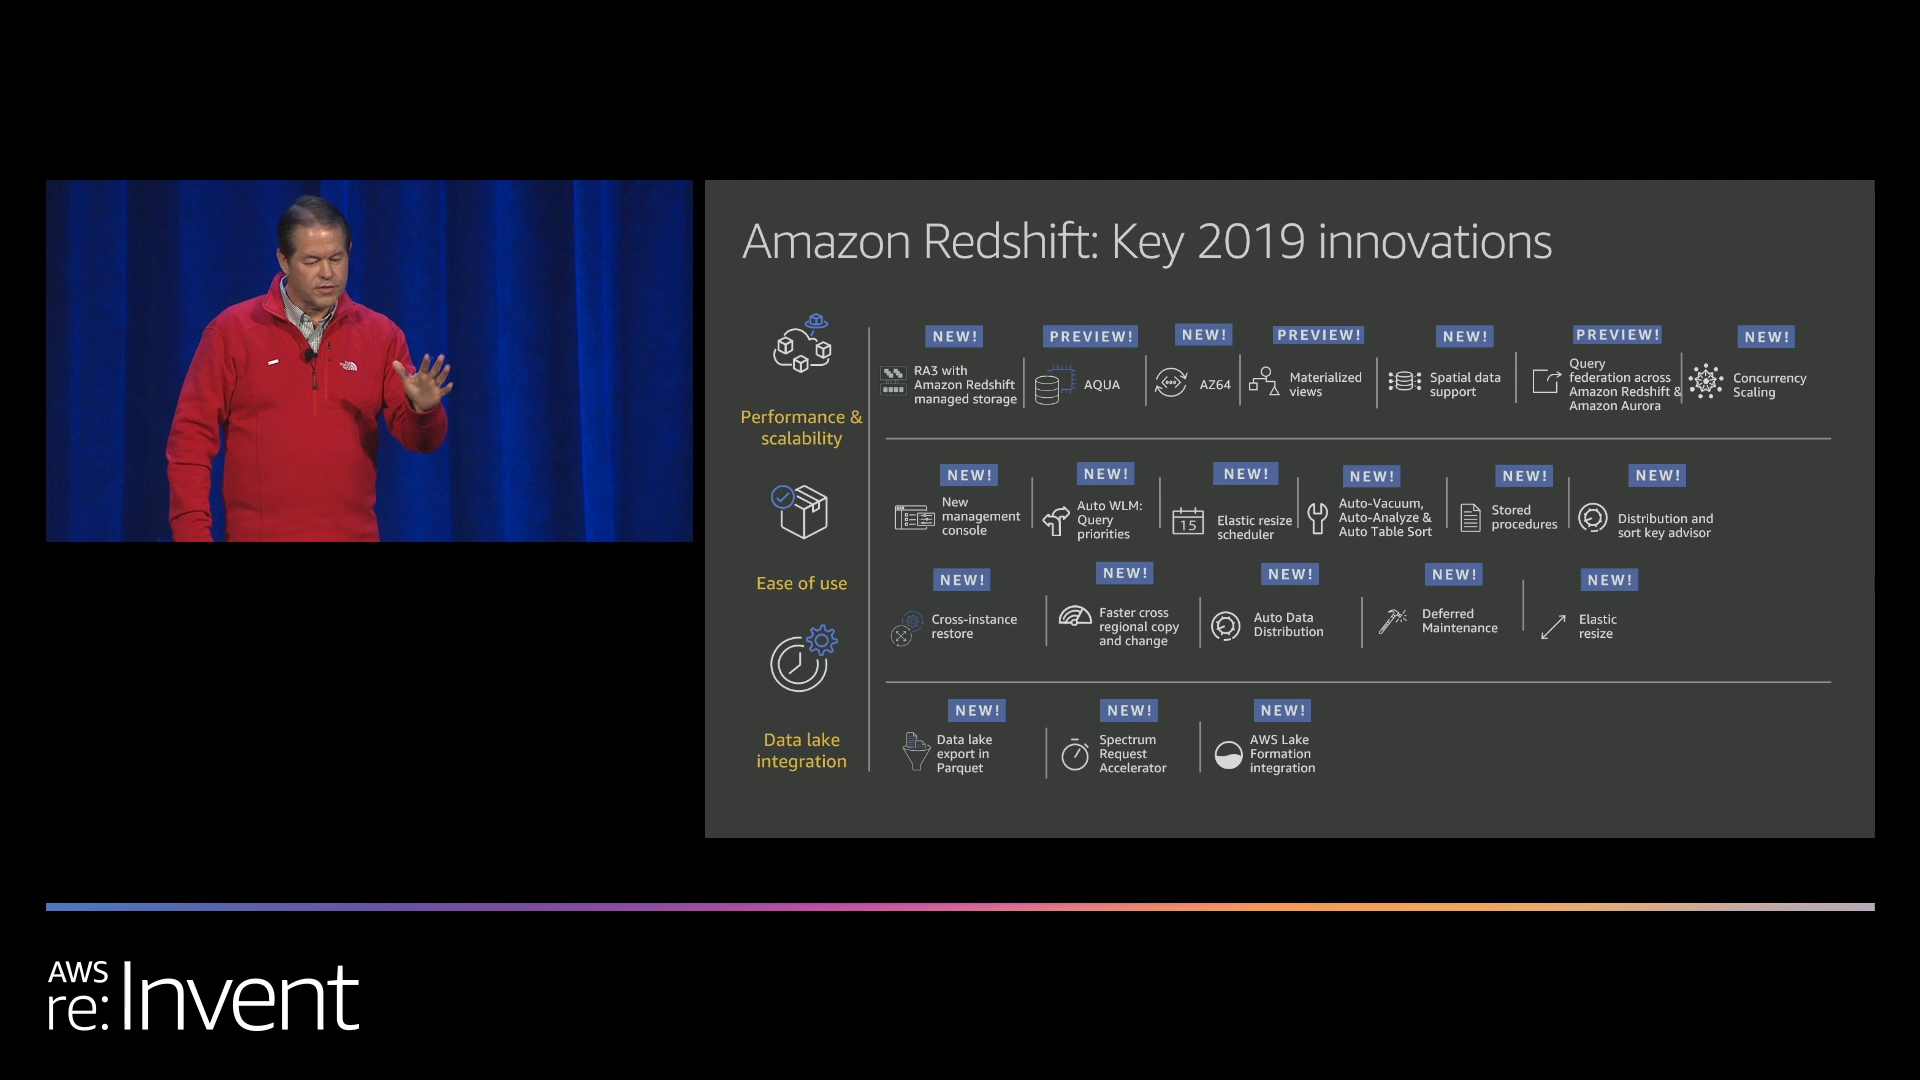 Amazon Redshift: Key 2019 innovations
Performance &
scalability
NEW!
RA3 with
Amazon Redshift
managed storage
PREVIEW!
AQUA
NEW!
AZ64
PREVIEW!
Materialized
views
NEW!
Spatial data
support
PREVIEW!
Query
federation across
Amazon Redshift &
Amazon Aurora
NEW!
Concurrency
Scaling
Ease of use
NEW!
New
management
console
NEW!
Auto WLM:
Query
priorities
NEW!
15
Elastic resize
scheduler
NEW!
Auto-Vacuum,
Auto-Analyze &
Auto Table Sort
NEW!
Stored
procedures
NEW!
Distribution and
sort key advisor
NEW!
Cross-instance
restore
NEW!
Faster cross
regional copy
and change
NEW!
Auto Data
Distribution
NEW!
Deferred
Maintenance
NEW!
Elastic
resize
Data lake
integration
NEW!
Data lake
export in
Parquet
NEW!
Spectrum
Request
Accelerator
NEW!
AWS Lake
Formation
integration
AWS
re:Invent